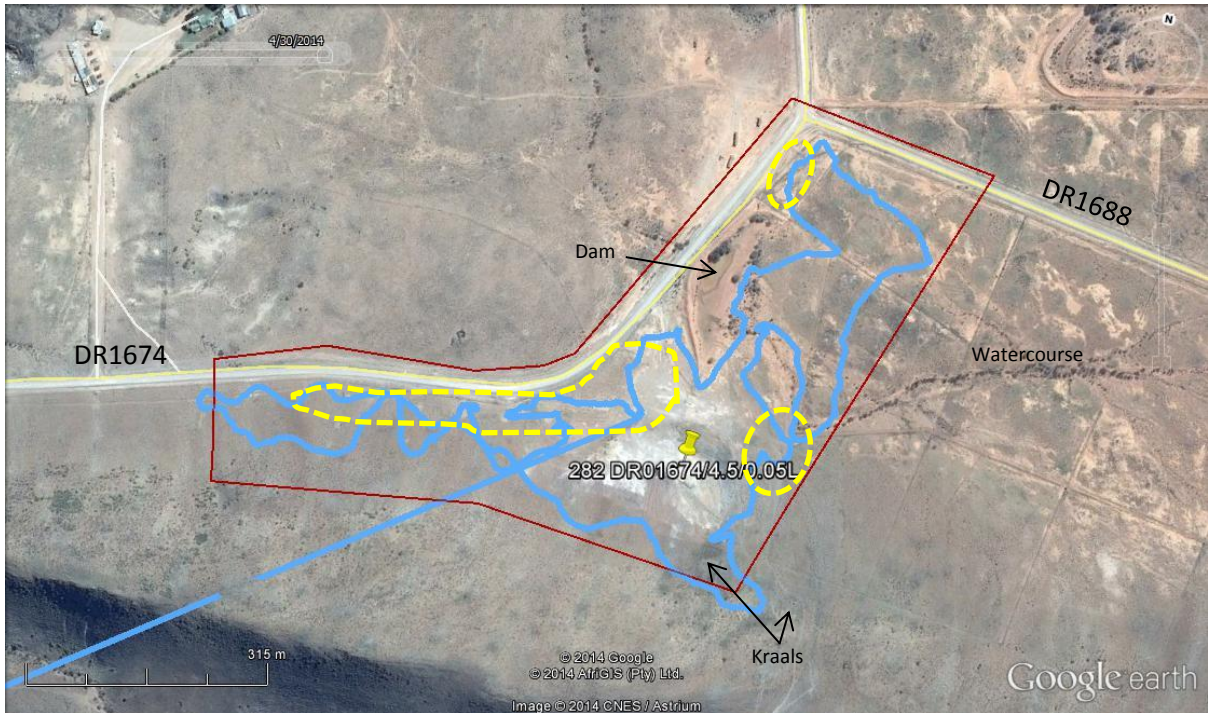 4/30/2014
N
DR1688
Dam
DR1674
Watercourse
282 DR01674/4.5/0.05L
Kraals
315 m
© 2014 Google
© 2014 AfriGIS (Pty) Ltd.
Image © 2014 CNES / Astrium
Google earth